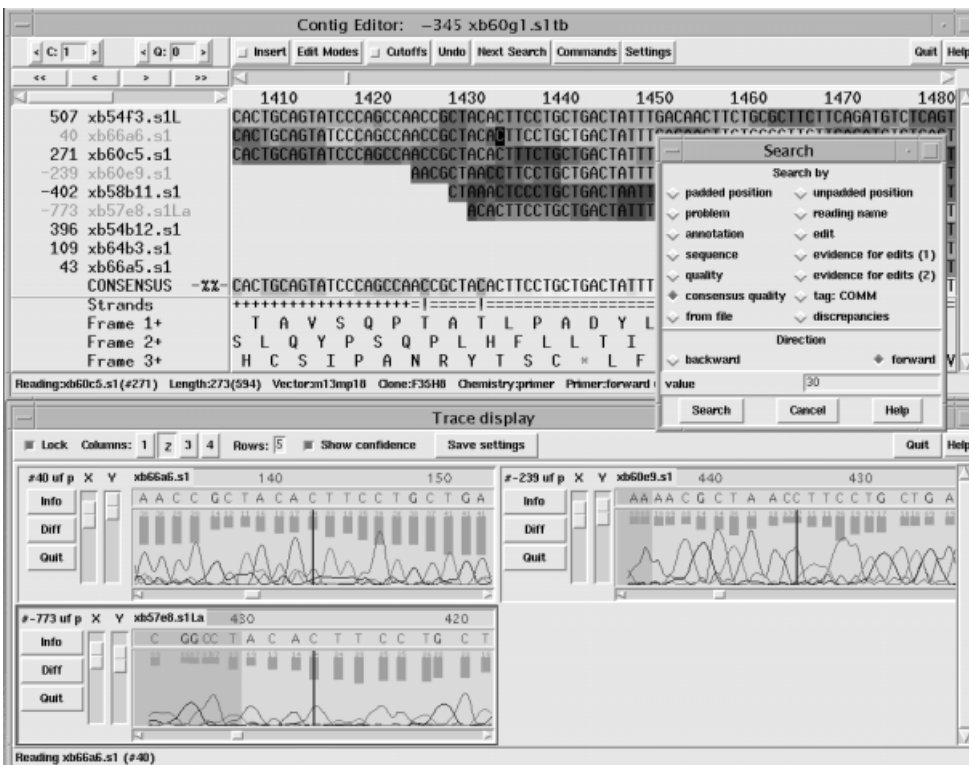 Contig Editor: -345 xb60g1.s1tb
< C: 1 > < Q: 0 > Insert Edit Modes Cutoffs Undo Next Search Commands Settings Quit Help
<< < > >>
1410 1420 1430 1440 1450 1460 1470 1480
507 xb54f3.s1L CACTGCAGTATCCCAGCCAACCGCTACACTTCCTGCTGACTATTTGACAACTTCTGCGCTTCTTCAGATGTCTCAGT
40 xb66a6.s1 CACTGCAGTATCCCAGCCAACCGCTACACTTCCTGCTGACTATTT
271 xb60c5.s1 CACTGCAGTATCCCAGCCAACCGCTACACTTTCTGCTGACTATTT
-239 xb60e9.s1 AACGCTAACCTTCCTGCTGACTATTT
-402 xb58b11.s1 CTAAACTCCCTGCTGACTAATT
-773 xb57e8.s1La ACACTTCCTGCTGACTATTT
396 xb54b12.s1
109 xb64b3.s1
43 xb66a5.s1
CONSENSUS -%%- CACTGCAGTATCCCAGCCAACCGCTACACTTCCTGCTGACTATTT
Strands
Frame 1+ T A V S Q P T A T L P A D Y L
Frame 2+ S L Q Y P S Q P L H F L L T I
Frame 3+ H C S I P A N R Y T S C * L F V
Reading:xb60c5.s1(#271) Length:273(594) Vector:m13mp18 Clone:F35H8 Chemistry:primer Primer:forward
Search
Search by
padded position unpadded position
problem reading name
annotation edit
sequence evidence for edits (1)
quality evidence for edits (2)
consensus quality tag: COMM
from file discrepancies
Direction
backward forward
value 30
Search Cancel Help
Trace display
Lock Columns: 1 2 3 4 Rows: 5 Show confidence Save settings Quit Help
#40 uf p X Y xb66a6.s1 140 150
A A C C G C T A C A C T T C C T G C T G A
Info
Diff
Quit
#-239 uf p X Y xb60e9.s1 440 430
AA AA CG C T A ACC T T C C T G C T G A
Info
Diff
Quit
#-773 uf p X Y xb57e8.s1La 430 420
C GG CC T A C A C T T C C T G C T
Info
Diff
Quit
Reading xb66a6.s1 (#40)